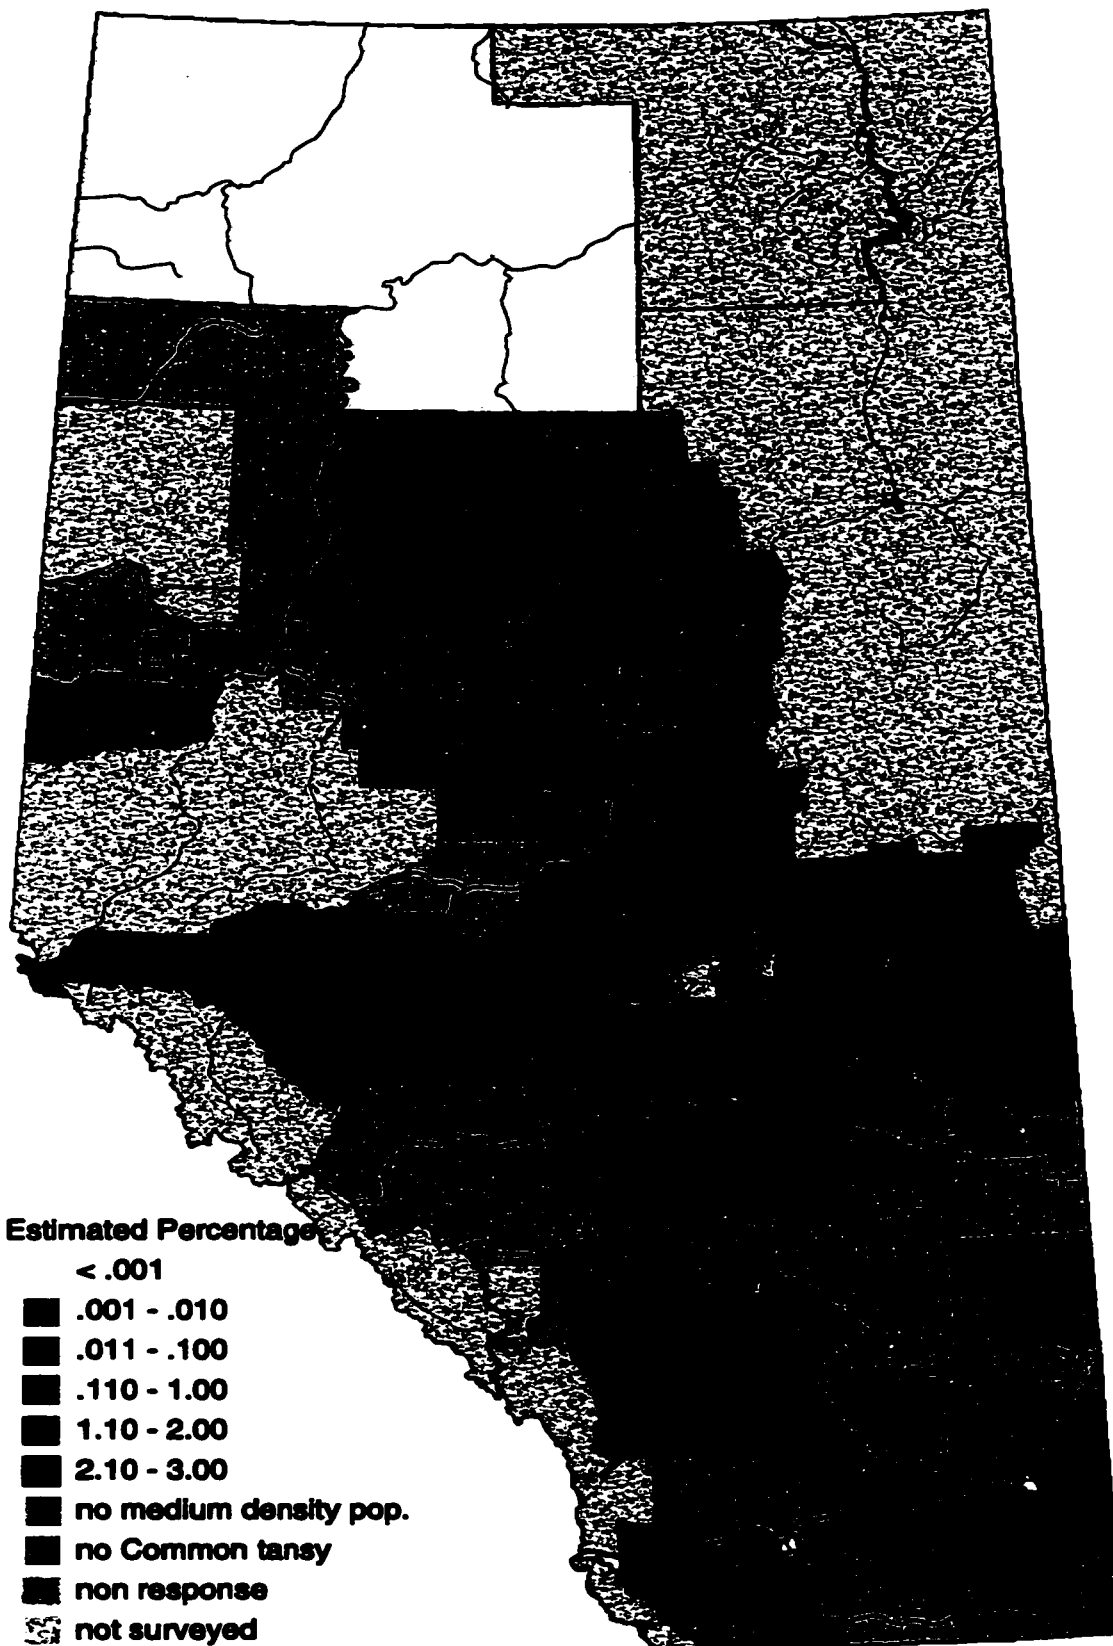 Estimated Percentage
< .001
.001 - .010
.011 - .100
.110 - 1.00
1.10 - 2.00
2.10 - 3.00
no medium density pop.
no Common tansy
non response
not surveyed